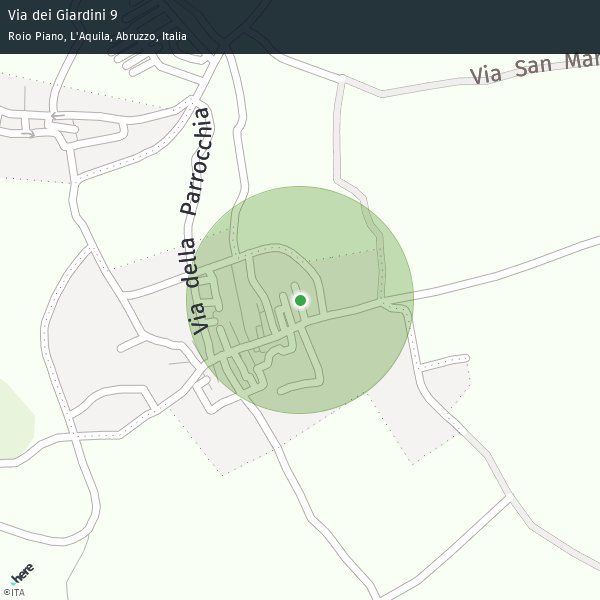 Via dei Giardini 9
Roio Piano, L'Aquila, Abruzzo, Italia
Via San Mar
Via della Parrocchia
here
©ITA